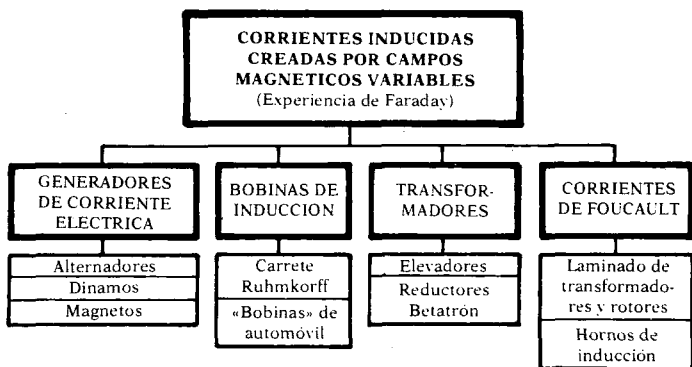 CORRIENTES INDUCIDAS
CREADAS POR CAMPOS
MAGNETICOS VARIABLES
(Experiencia de Faraday)
GENERADORES
DE CORRIENTE
ELECTRICA
Alternadores
Dinamos
Magnetos
BOBINAS DE
INDUCCION
Carrete
Ruhmkorff
«Bobinas» de
automóvil
TRANSFOR-
MADORES
Elevadores
Reductores
Betatrón
CORRIENTES
DE FOUCAULT
Laminado de
transformado-
res y rotores
Hornos de
inducción